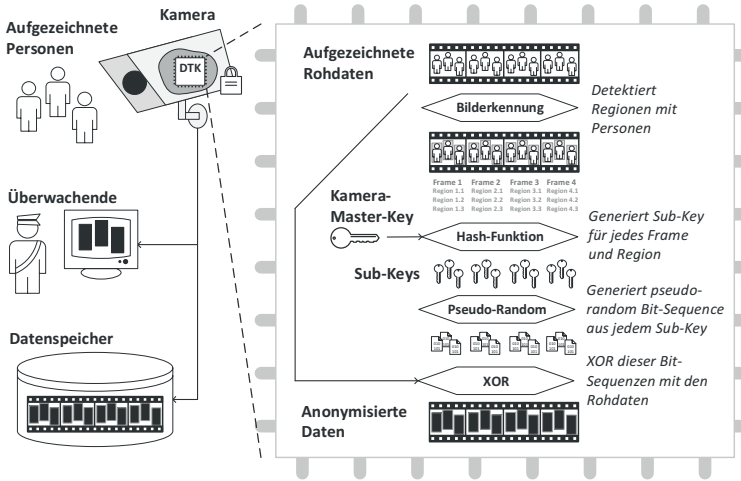 Aufgezeichnete
Personen
Kamera
DTK
Überwachende
Datenspeicher
Aufgezeichnete
Rohdaten
Bilderkennung
Detektiert
Regionen mit
Personen
Frame 1 Frame 2 Frame 3 Frame 4
Region 1.1 Region 2.1 Region 3.1 Region 4.1
Region 1.2 Region 2.2 Region 3.2 Region 4.2
Region 1.3 Region 2.3 Region 3.3 Region 4.3
Kamera-
Master-Key
Hash-Funktion
Generiert Sub-Key
für jedes Frame
und Region
Sub-Keys
Pseudo-Random
Generiert pseudo-
random Bit-Sequence
aus jedem Sub-Key
XOR
XOR dieser Bit-
Sequenzen mit den
Rohdaten
Anonymisierte
Daten